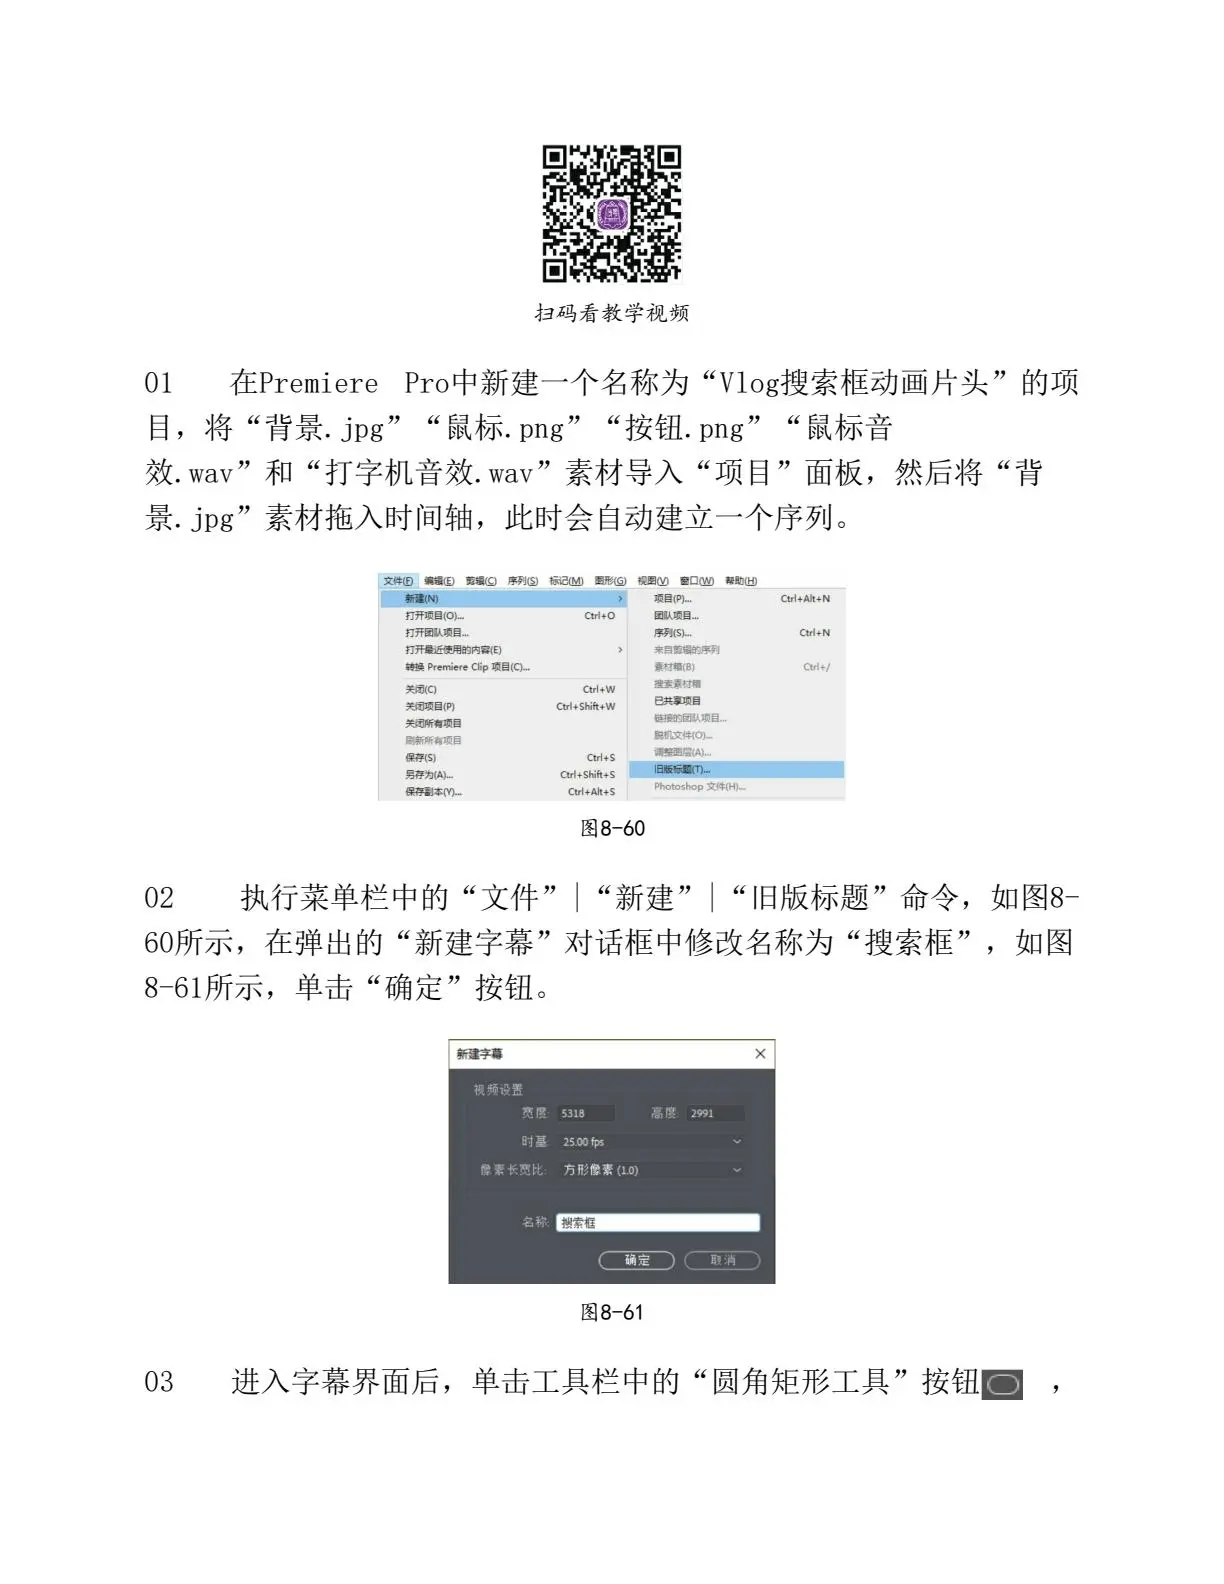 扫码看教学视频
01 在Premiere Pro中新建一个名称为“Vlog搜索框动画片头”的项
目，将“背景.jpg”“鼠标.png”“按钮.png”“鼠标音
效.wav”和“打字机音效.wav”素材导入“项目”面板，然后将“背
景.jpg”素材拖入时间轴，此时会自动建立一个序列。
文件(F) 编辑(E) 剪辑(C) 序列(S) 标记(M) 图形(G) 视图(V) 窗口(W) 帮助(H)
新建(N) >
打开项目(O)... Ctrl+O
打开团队项目...
打开最近使用的内容(E) >
转换 Premiere Clip 项目(C)...
关闭(C) Ctrl+W
关闭项目(P) Ctrl+Shift+W
关闭所有项目
刷新所有项目
保存(S) Ctrl+S
另存为(A)... Ctrl+Shift+S
保存副本(Y)... Ctrl+Alt+S
项目(P)... Ctrl+Alt+N
团队项目...
序列(S)... Ctrl+N
来自剪辑的序列
素材箱(B) Ctrl+/
搜索素材箱
已共享项目
链接的团队项目...
脱机文件(O)...
调整图层(A)...
旧版标题(T)...
Photoshop 文件(H)...
图8-60
02 执行菜单栏中的“文件”|“新建”|“旧版标题”命令，如图8-
60所示，在弹出的“新建字幕”对话框中修改名称为“搜索框”，如图
8-61所示，单击“确定”按钮。
新建字幕
视频设置
宽度: 5318 高度: 2991
时基: 25.00 fps
像素长宽比: 方形像素 (1.0)
名称: 搜索框
确定 取消
图8-61
03 进入字幕界面后，单击工具栏中的“圆角矩形工具”按钮 ，